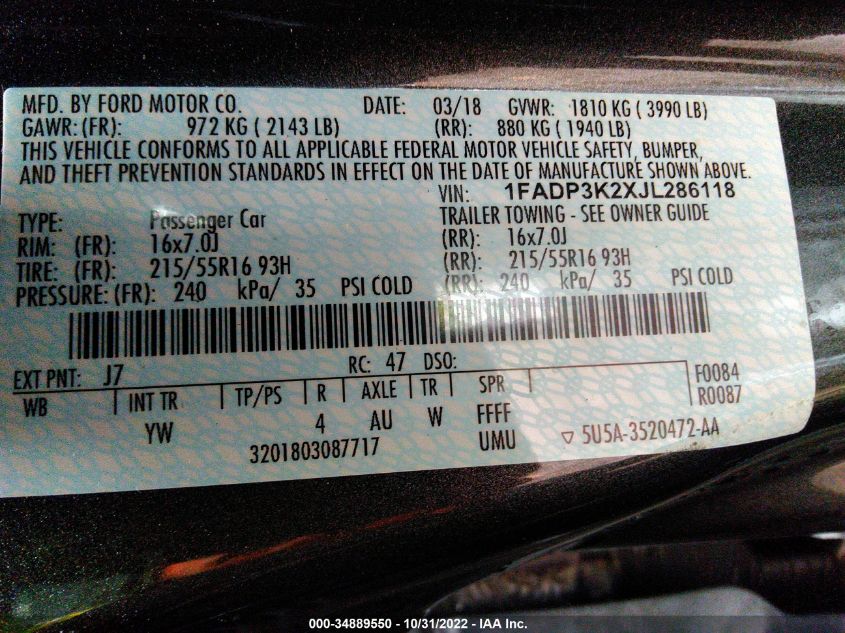 MFD. BY FORD MOTOR CO. DATE: 03/18 GVWR: 1810 KG ( 3990 LB)
GAWR: (FR): 972 KG ( 2143 LB) (RR): 880 KG ( 1940 LB)
THIS VEHICLE CONFORMS TO ALL APPLICABLE FEDERAL MOTOR VEHICLE SAFETY, BUMPER,
AND THEFT PREVENTION STANDARDS IN EFFECT ON THE DATE OF MANUFACTURE SHOWN ABOVE.
VIN: 1FADP3K2XJL286118
TYPE: Passenger Car TRAILER TOWING - SEE OWNER GUIDE
RIM: (FR): 16x7.0J (RR): 16x7.0J
TIRE: (FR): 215/55R16 93H (RR): 215/55R16 93H
PRESSURE: (FR): 240 kPa/ 35 PSI COLD (RR): 240 kPa/ 35 PSI COLD
EXT PNT: J7 RC: 47 DSO: F0084
WB INT TR TP/PS R AXLE TR SPR R0087
YW 4 AU W FFFF
3201803087717 UMU ▽ 5U5A-3520472-AA
000-34889550 - 10/31/2022 - IAA Inc.